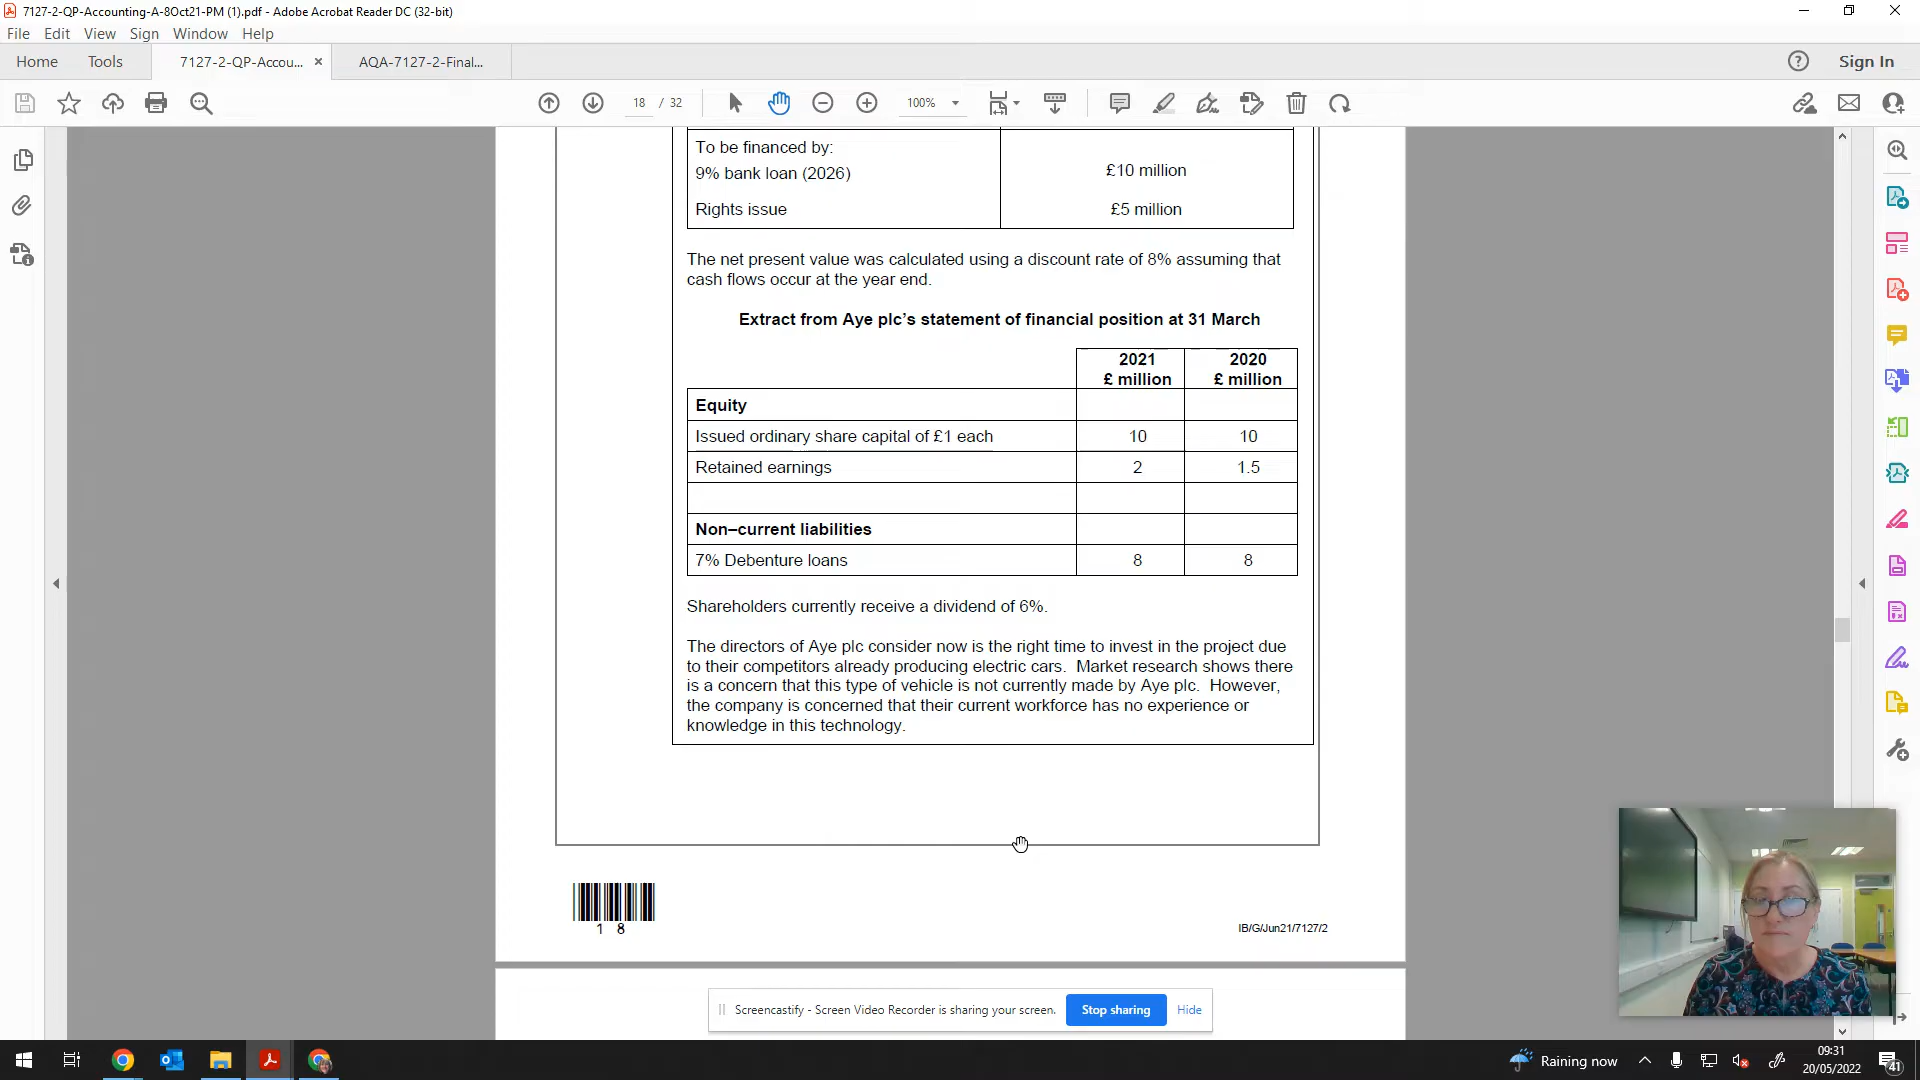 7127-2-QP-Accounting-A-8Oct21-PM (1).pdf - Adobe Acrobat Reader DC (32-bit)
File Edit View Sign Window Help
Home Tools 7127-2-QP-Accou... × AQA-7127-2-Final... Sign In
18 / 32 100%
To be financed by:
9% bank loan (2026) £10 million
Rights issue £5 million
The net present value was calculated using a discount rate of 8% assuming that
cash flows occur at the year end.
Extract from Aye plc’s statement of financial position at 31 March
2021 2020
£ million £ million
Equity
Issued ordinary share capital of £1 each 10 10
Retained earnings 2 1.5
Non–current liabilities
7% Debenture loans 8 8
Shareholders currently receive a dividend of 6%.
The directors of Aye plc consider now is the right time to invest in the project due
to their competitors already producing electric cars. Market research shows there
is a concern that this type of vehicle is not currently made by Aye plc. However,
the company is concerned that their current workforce has no experience or
knowledge in this technology.
1 8
IB/G/Jun21/7127/2
Screencastify - Screen Video Recorder is sharing your screen. Stop sharing Hide
Raining now 09:31
20/05/2022 41